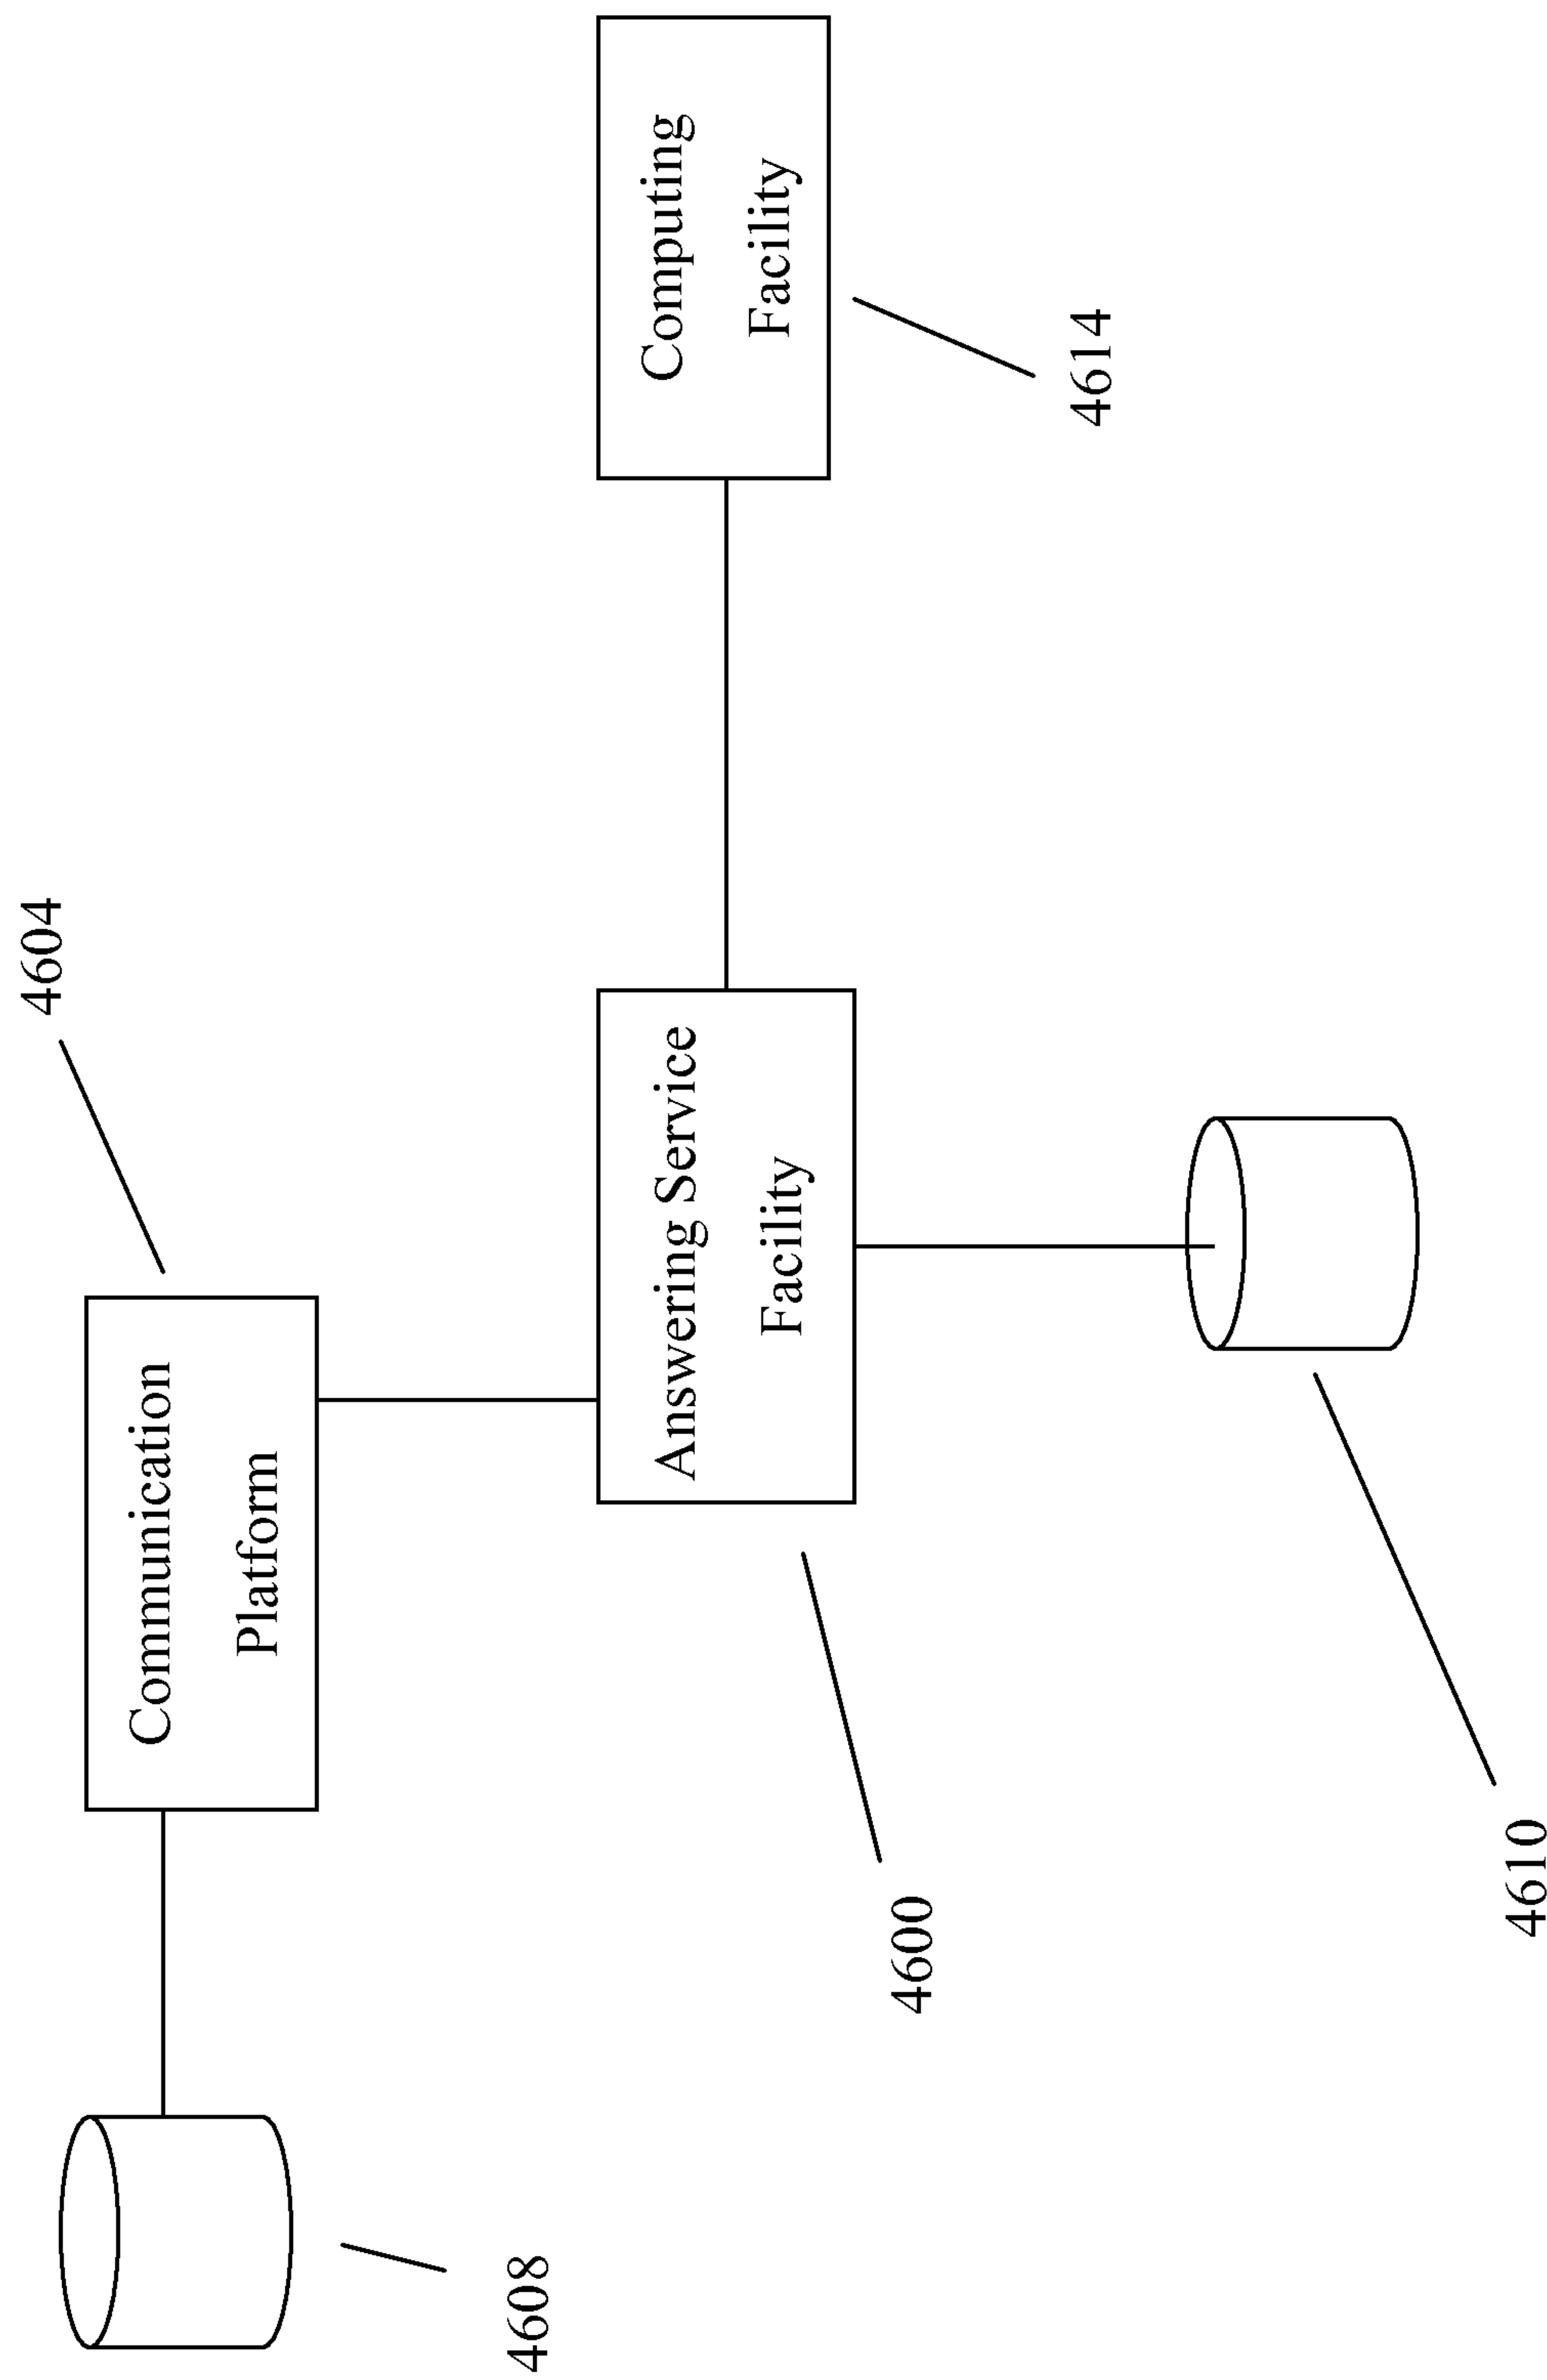 4604
Communication
Platform
4608
Answering Service
Facility
Computing
Facility
4600
4614
4610